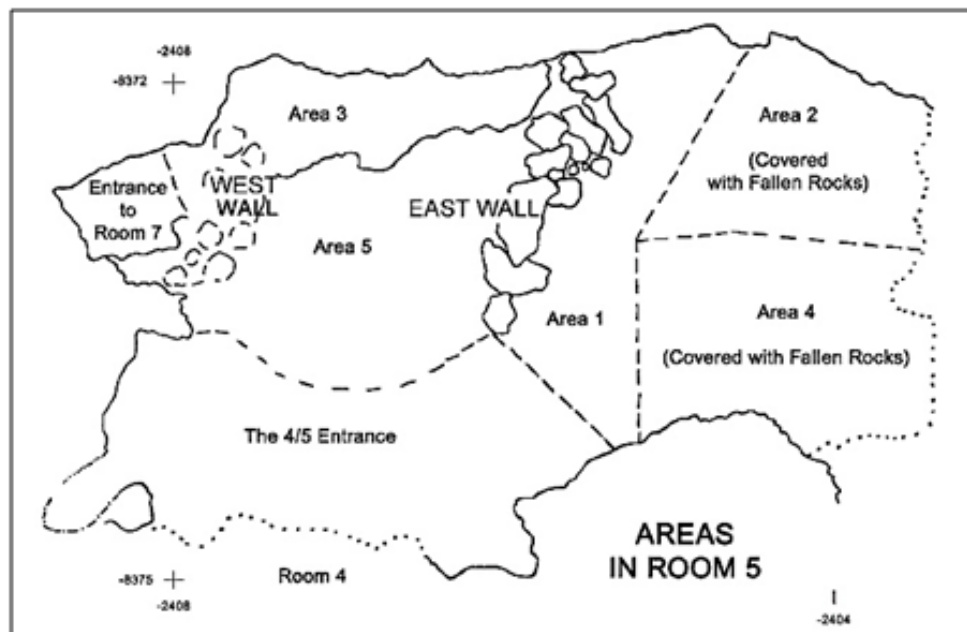 -2408
-8372
Area 3
Area 2
(Covered
with Fallen Rocks)
Entrance
to
Room 7
WEST
WALL
EAST WALL
Area 5
Area 1
Area 4
(Covered with Fallen Rocks)
The 4/5 Entrance
AREAS
IN ROOM 5
Room 4
-8375
-2408
-2404